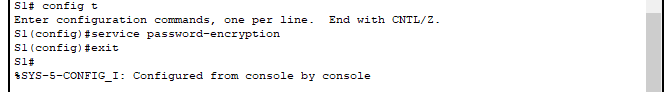 S1# config t
Enter configuration commands, one per line.  End with CNTL/Z.
S1(config)#service password-encryption
S1(config)#exit
S1#
%SYS-5-CONFIG_I: Configured from console by console